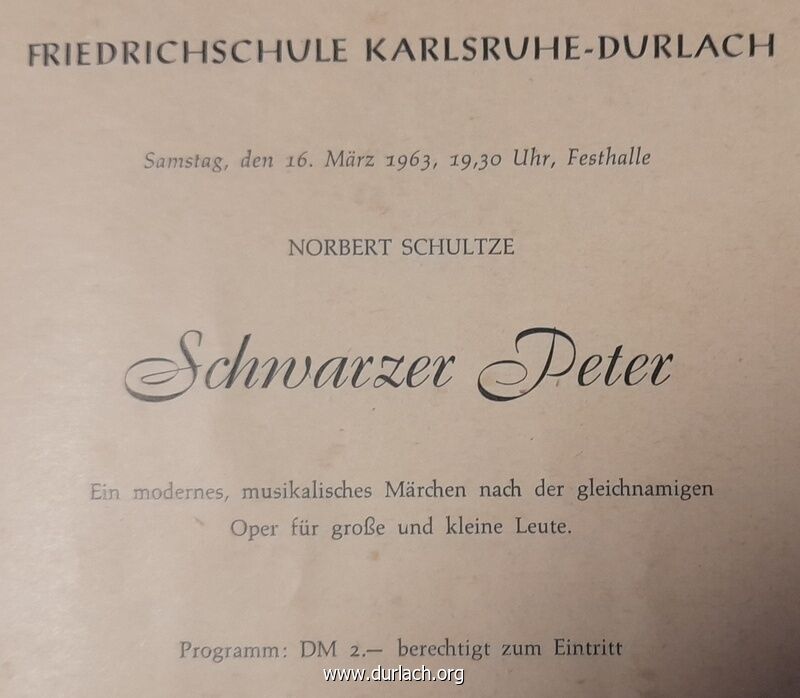 FRIEDRICHSCHULE KARLSRUHE-DURLACH
Samstag, den 16. März 1963, 19,30 Uhr, Festhalle
NORBERT SCHULTZE
Schwarzer Peter
Ein modernes, musikalisches Märchen nach der gleichnamigen
Oper für große und kleine Leute.
Programm: DM 2.— berechtigt zum Eintritt
www.durlach.org